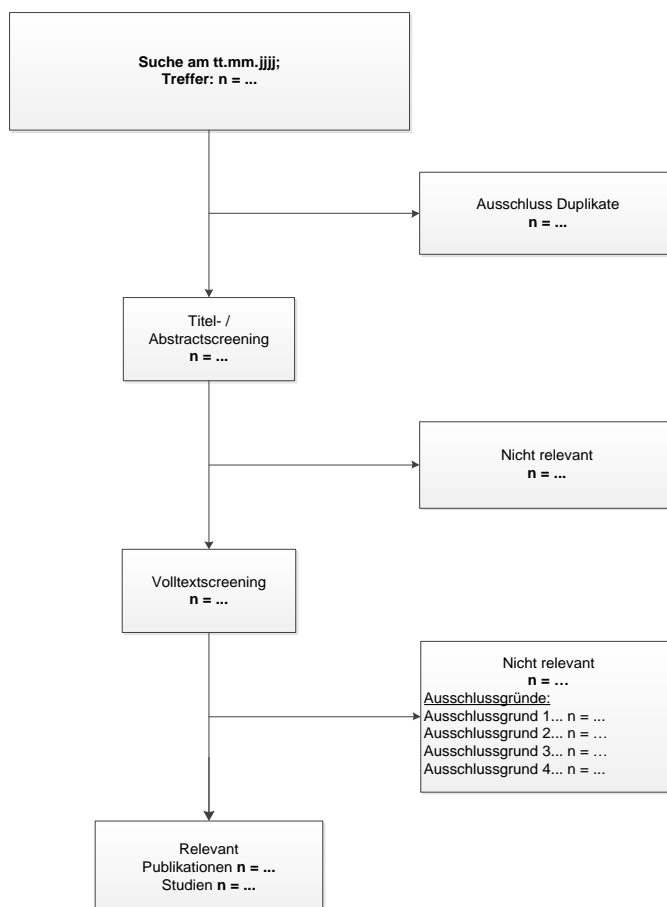 Suche am tt.mm.jjjj;
Treffer: n = ...
Ausschluss Duplikate
n = ...
Titel- /
Abstractscreening
n = ...
Nicht relevant
n = ...
Volltextscreening
n = ...
Nicht relevant
n = …
Ausschlussgründe:
Ausschlussgrund 1... n = ...
Ausschlussgrund 2... n = …
Ausschlussgrund 3... n = …
Ausschlussgrund 4... n = ...
Relevant
Publikationen n = ...
Studien n = ...